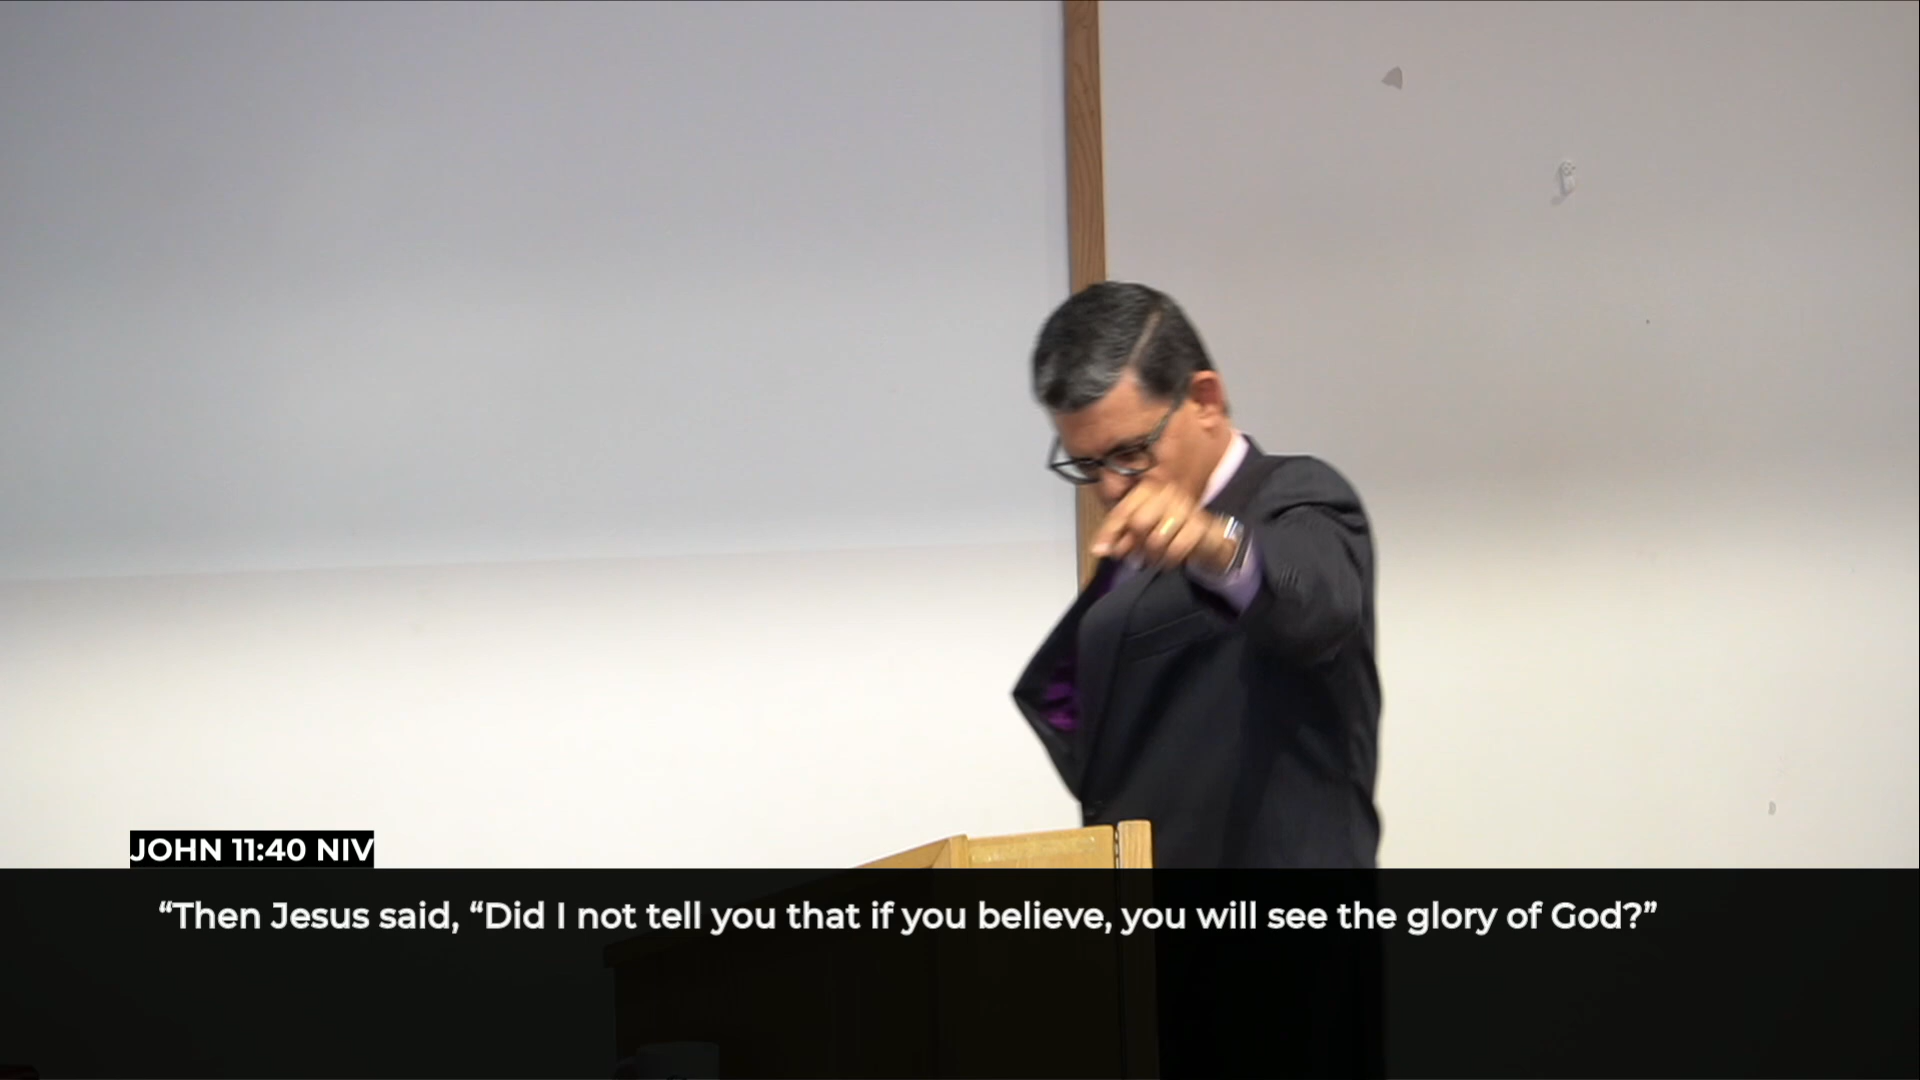 JOHN 11:40 NIV
“Then Jesus said, “Did I not tell you that if you believe, you will see the glory of God?”